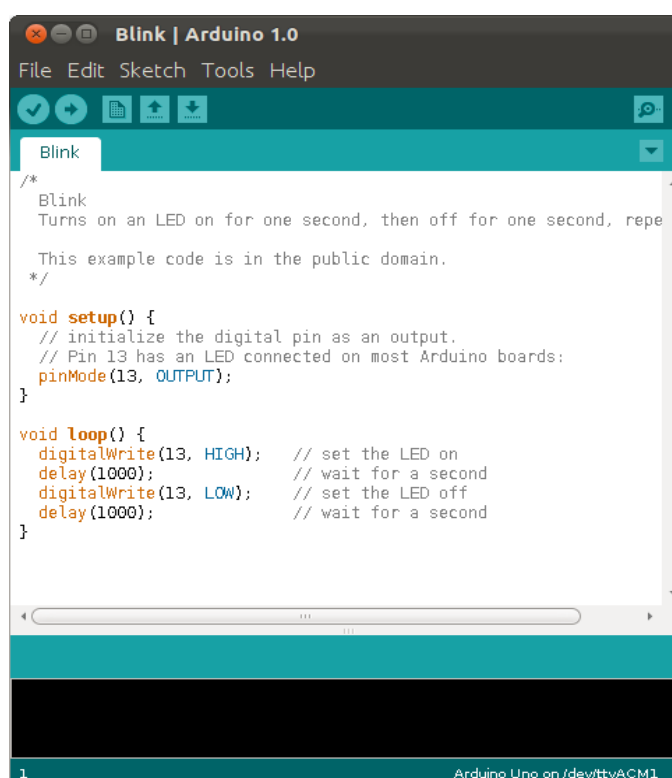 Blink | Arduino 1.0
File Edit Sketch Tools Help
Blink
/*
  Blink
  Turns on an LED on for one second, then off for one second, repe

  This example code is in the public domain.
 */

void setup() {
  // initialize the digital pin as an output.
  // Pin 13 has an LED connected on most Arduino boards:
  pinMode(13, OUTPUT);
}

void loop() {
  digitalWrite(13, HIGH);   // set the LED on
  delay(1000);              // wait for a second
  digitalWrite(13, LOW);    // set the LED off
  delay(1000);              // wait for a second
}
1
Arduino Uno on /dev/ttyACM1